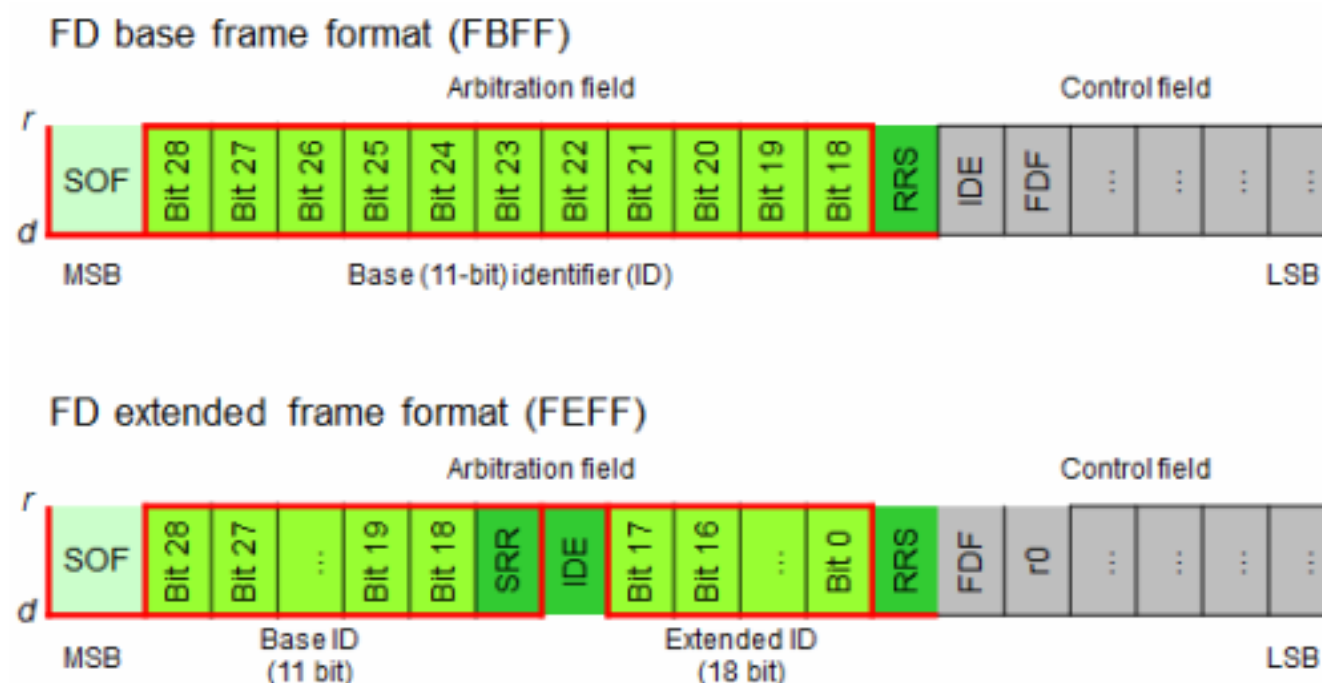 FD base frame format (FBFF)
Arbitration field Control field
r
SOF Bit 28 Bit 27 Bit 26 Bit 25 Bit 24 Bit 23 Bit 22 Bit 21 Bit 20 Bit 19 Bit 18 RRS IDE FDF ... ... ... ...
d
MSB Base (11-bit) identifier (ID) LSB
FD extended frame format (FEFF)
Arbitration field Control field
r
SOF Bit 28 Bit 27 ... Bit 19 Bit 18 SRR IDE Bit 17 Bit 16 ... Bit 0 RRS FDF r0 ... ... ... ...
d
MSB Base ID Extended ID LSB
(11 bit) (18 bit)